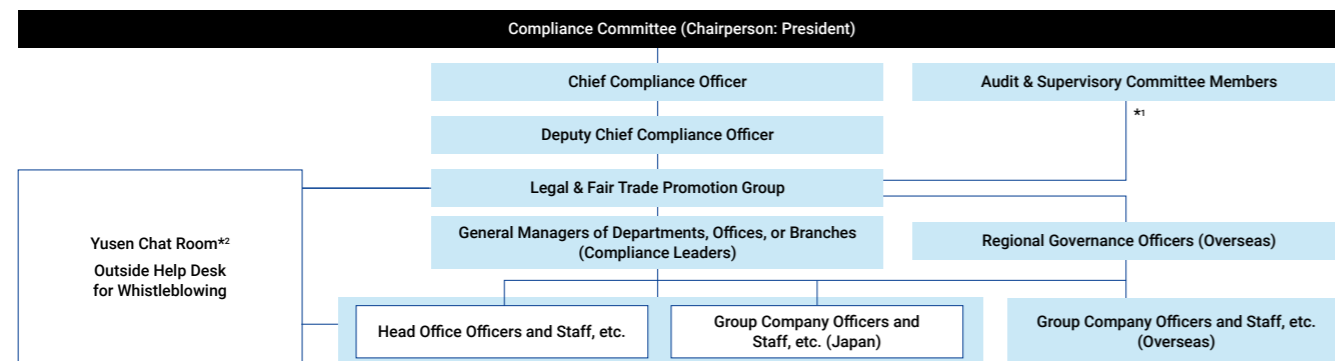 Compliance Committee (Chairperson: President)
Chief Compliance Officer
Audit & Supervisory Committee Members
*1
Deputy Chief Compliance Officer
Legal & Fair Trade Promotion Group
Yusen Chat Room*2
Outside Help Desk
for Whistleblowing
General Managers of Departments, Offices, or Branches
(Compliance Leaders)
Regional Governance Officers (Overseas)
Head Office Officers and Staff, etc.
Group Company Officers and
Staff, etc. (Japan)
Group Company Officers and Staff, etc.
(Overseas)